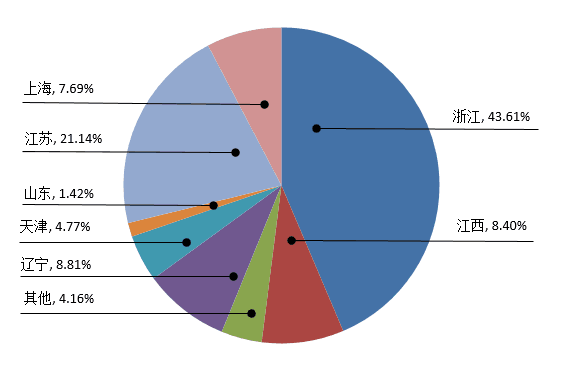 上海, 7.69%
浙江, 43.61%
江苏, 21.14%
山东, 1.42%
天津, 4.77%
江西, 8.40%
辽宁, 8.81%
其他, 4.16%